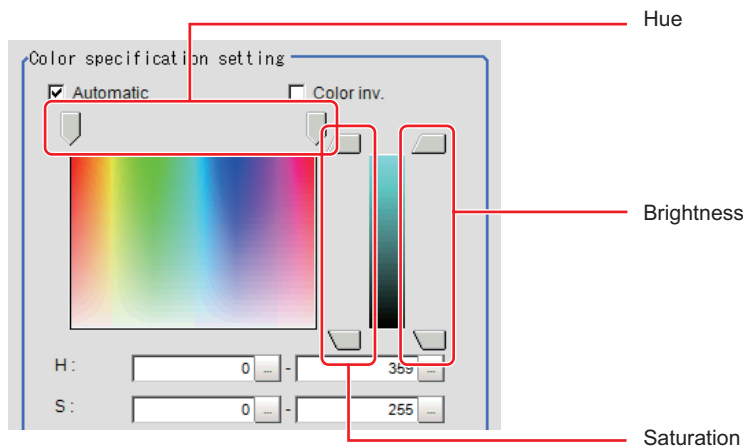 Hue
Color specification setting
Automatic
Color inv.
Brightness
H: 0 ... - 359 ...
S: 0 ... - 255 ...
Saturation